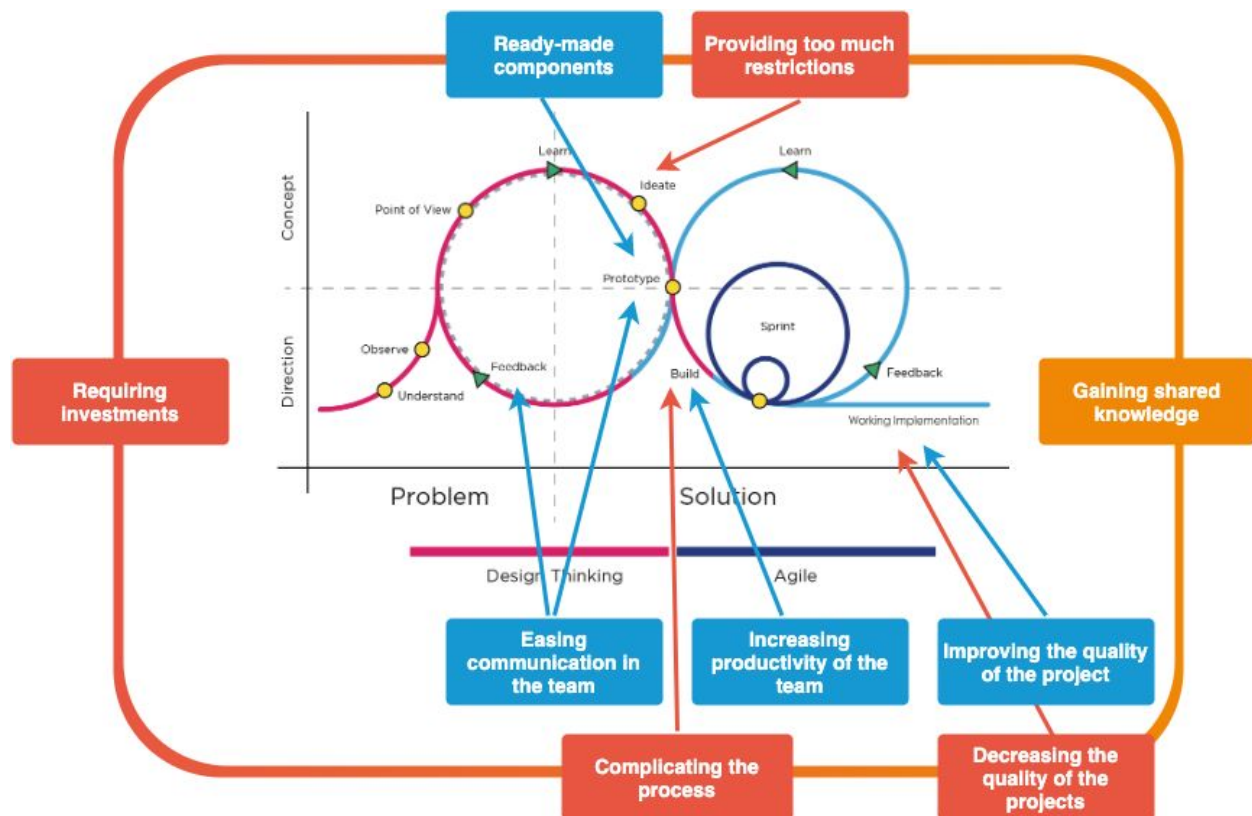 Ready-made
components
Providing too much
restrictions
Concept
Direction
Learn
Ideate
Point of View
Prototype
Observe
Understand
Feedback
Learn
Sprint
Build
Feedback
Working Implementation
Requiring
investments
Gaining shared
knowledge
Problem
Solution
Design Thinking
Agile
Easing
communication in
the team
Increasing
productivity of the
team
Improving the quality
of the project
Complicating the
process
Decreasing the
quality of the
projects